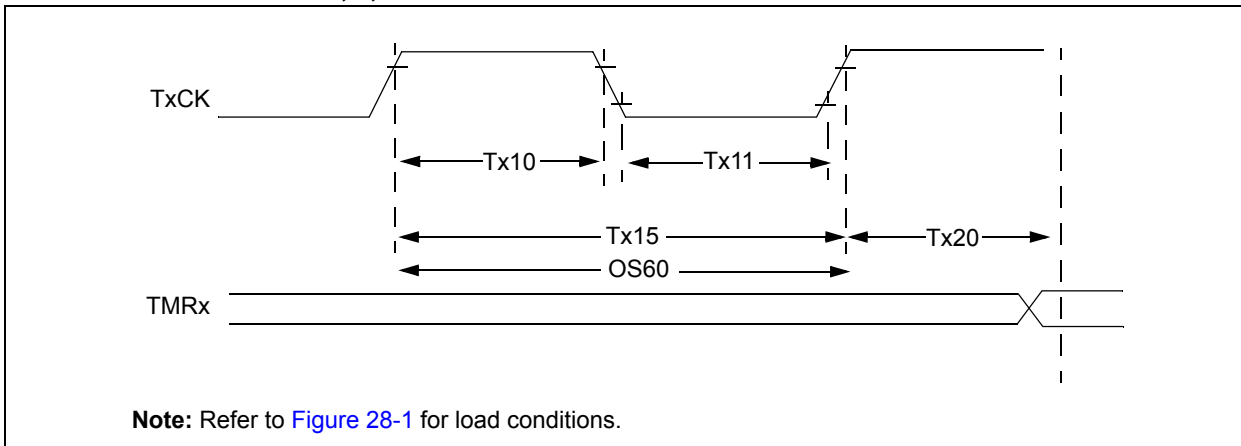 TxCK
Tx10 Tx11
Tx15 Tx20
OS60
TMRx
Note: Refer to Figure 28-1 for load conditions.